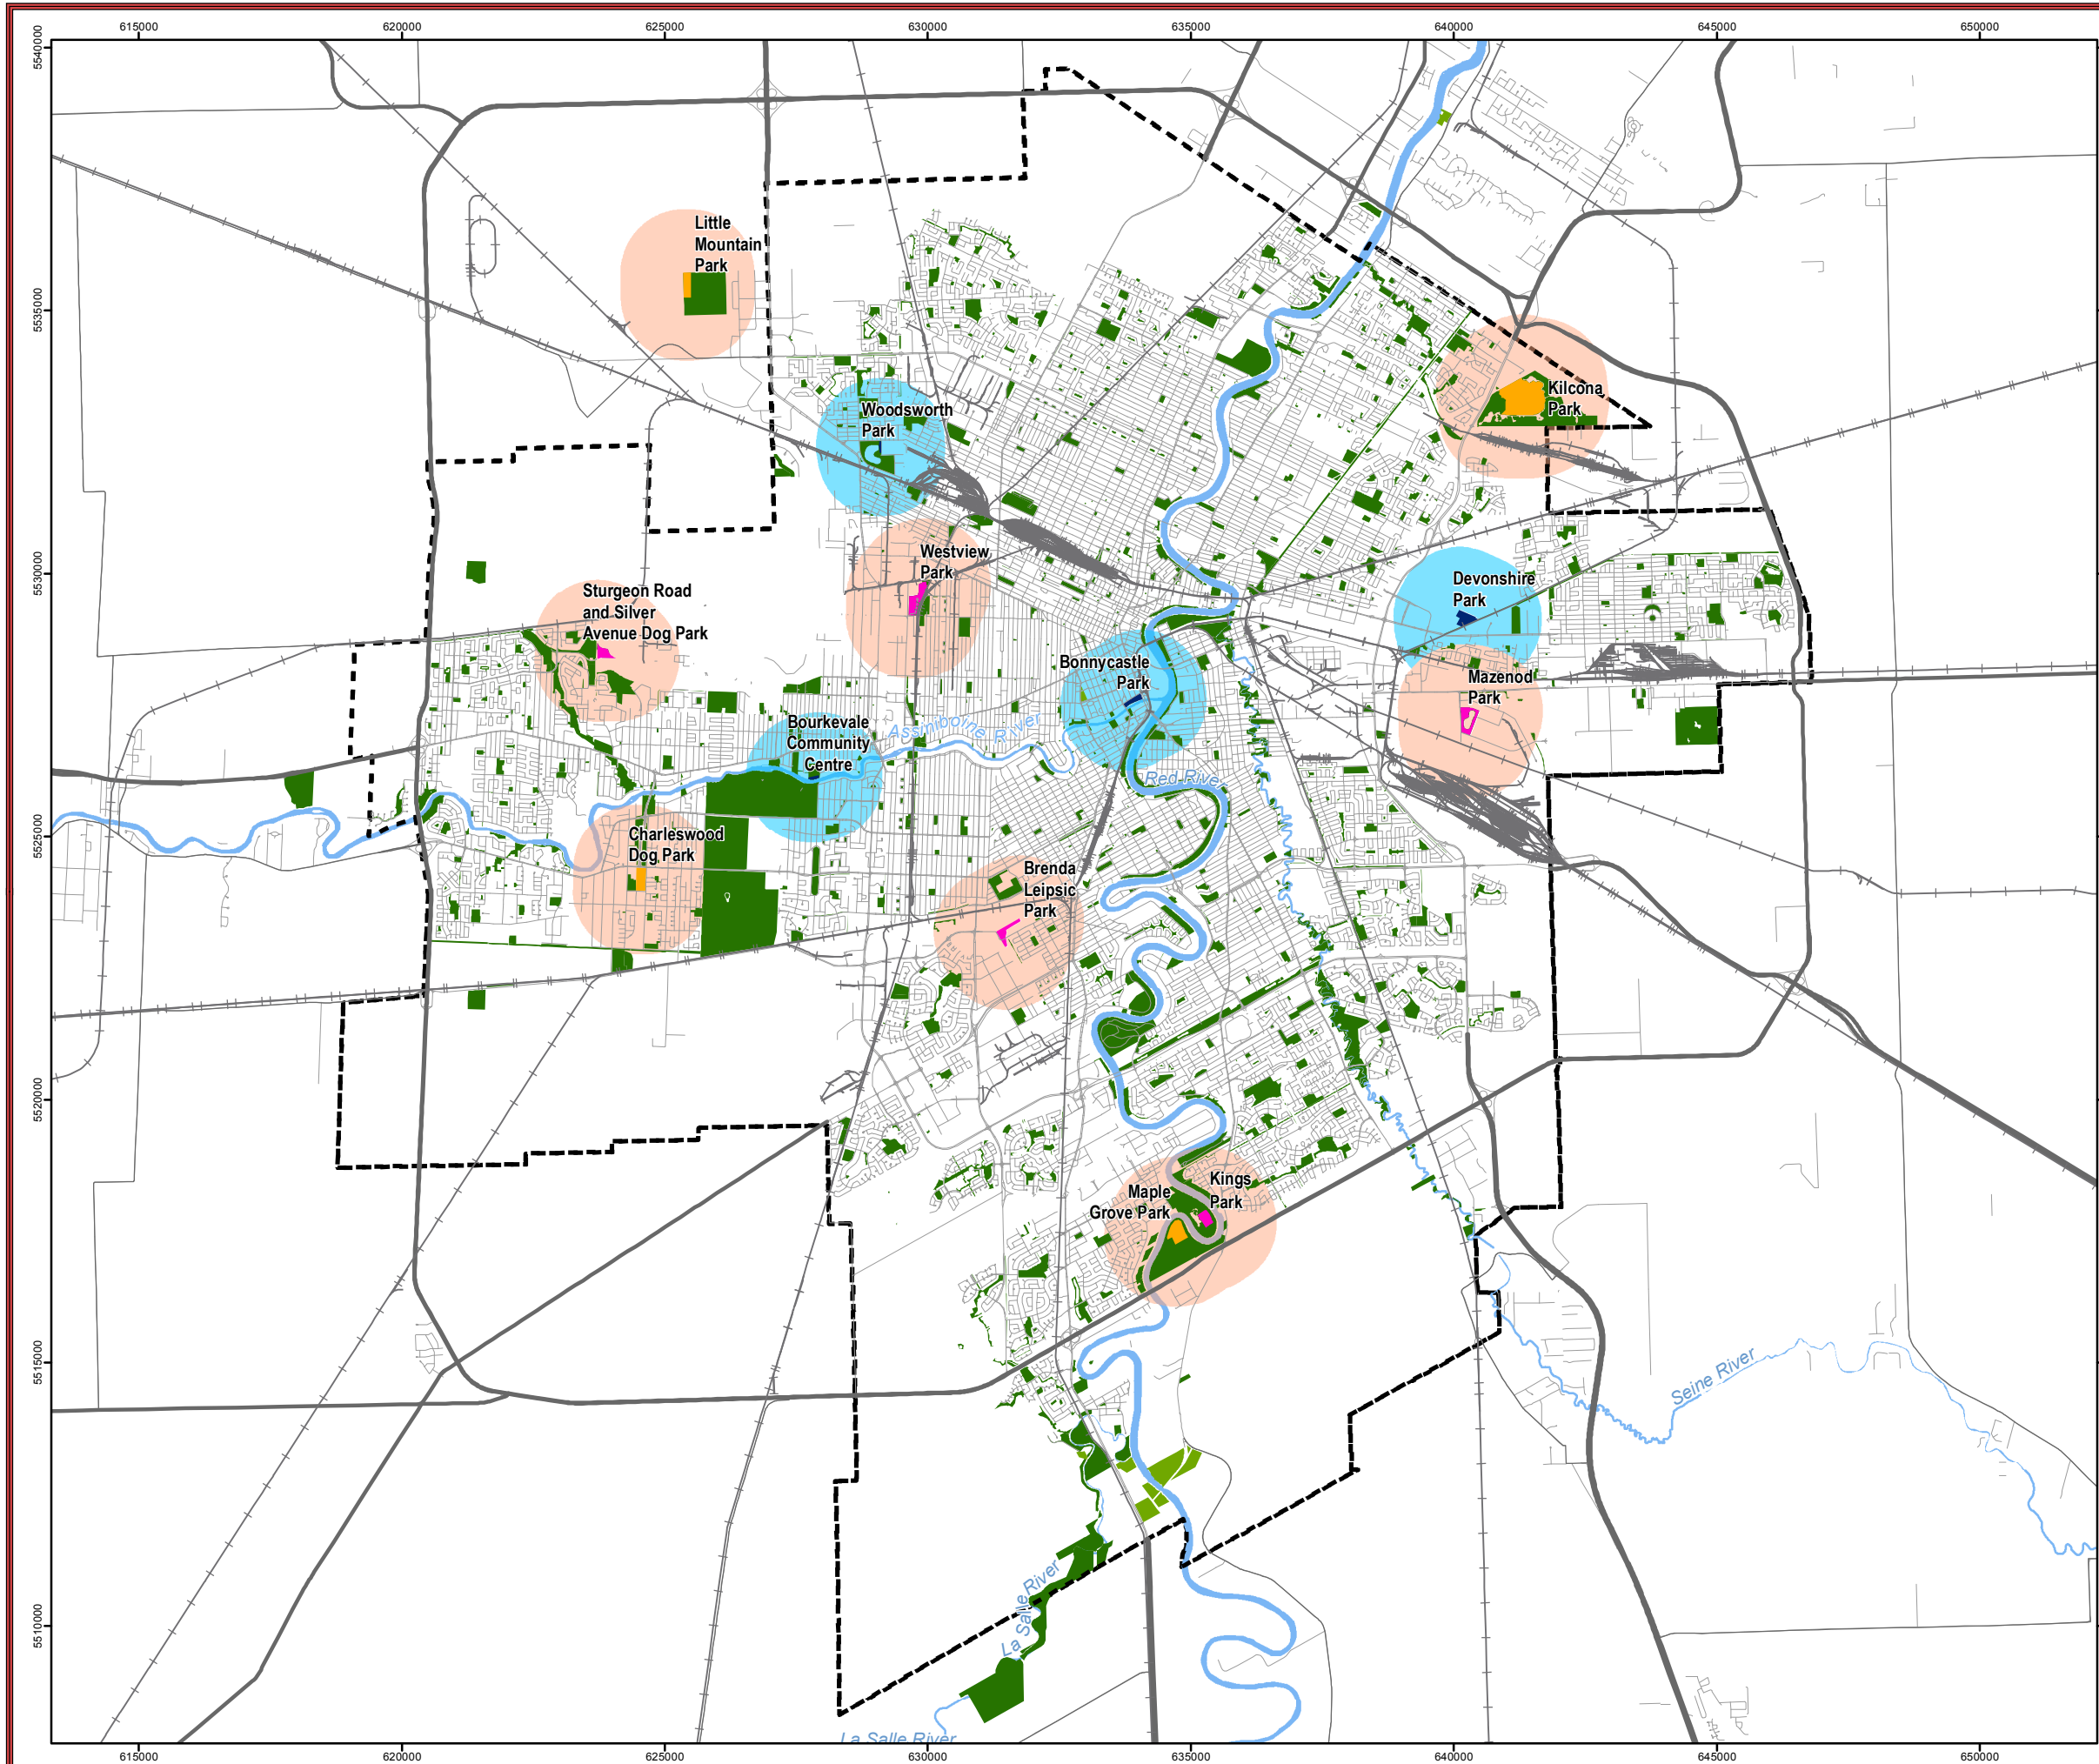 615000 620000 625000 630000 635000 640000 645000 650000
5540000
5535000
5530000
5525000
5520000
5515000
5510000
Little
Mountain
Park
Woodsworth
Park
Kilcona
Park
Westview
Park
Devonshire
Park
Sturgeon Road
and Silver
Avenue Dog Park
Bonnycastle
Park
Mazenod
Park
Bourkevale
Community
Centre
Assiniboine River
Red River
Charleswood
Dog Park
Brenda
Leipsic
Park
Kings
Park
Maple
Grove Park
Seine River
La Salle River
La Salle River
615000 620000 625000 630000 635000 640000 645000 650000